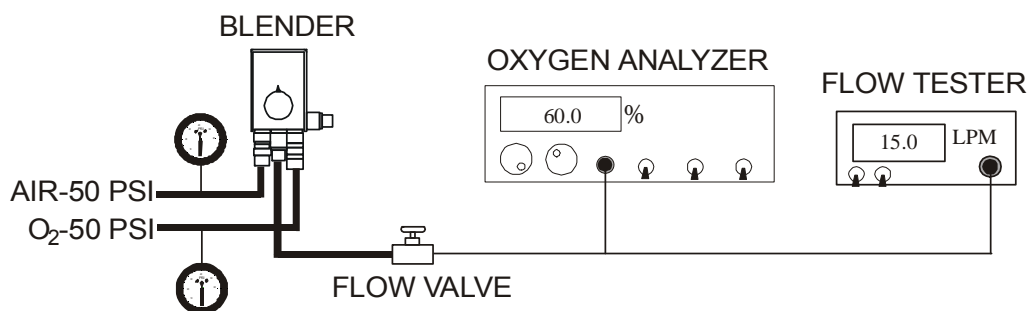 BLENDER
OXYGEN ANALYZER
FLOW TESTER
60.0 %
15.0 LPM
AIR-50 PSI
O₂-50 PSI
FLOW VALVE